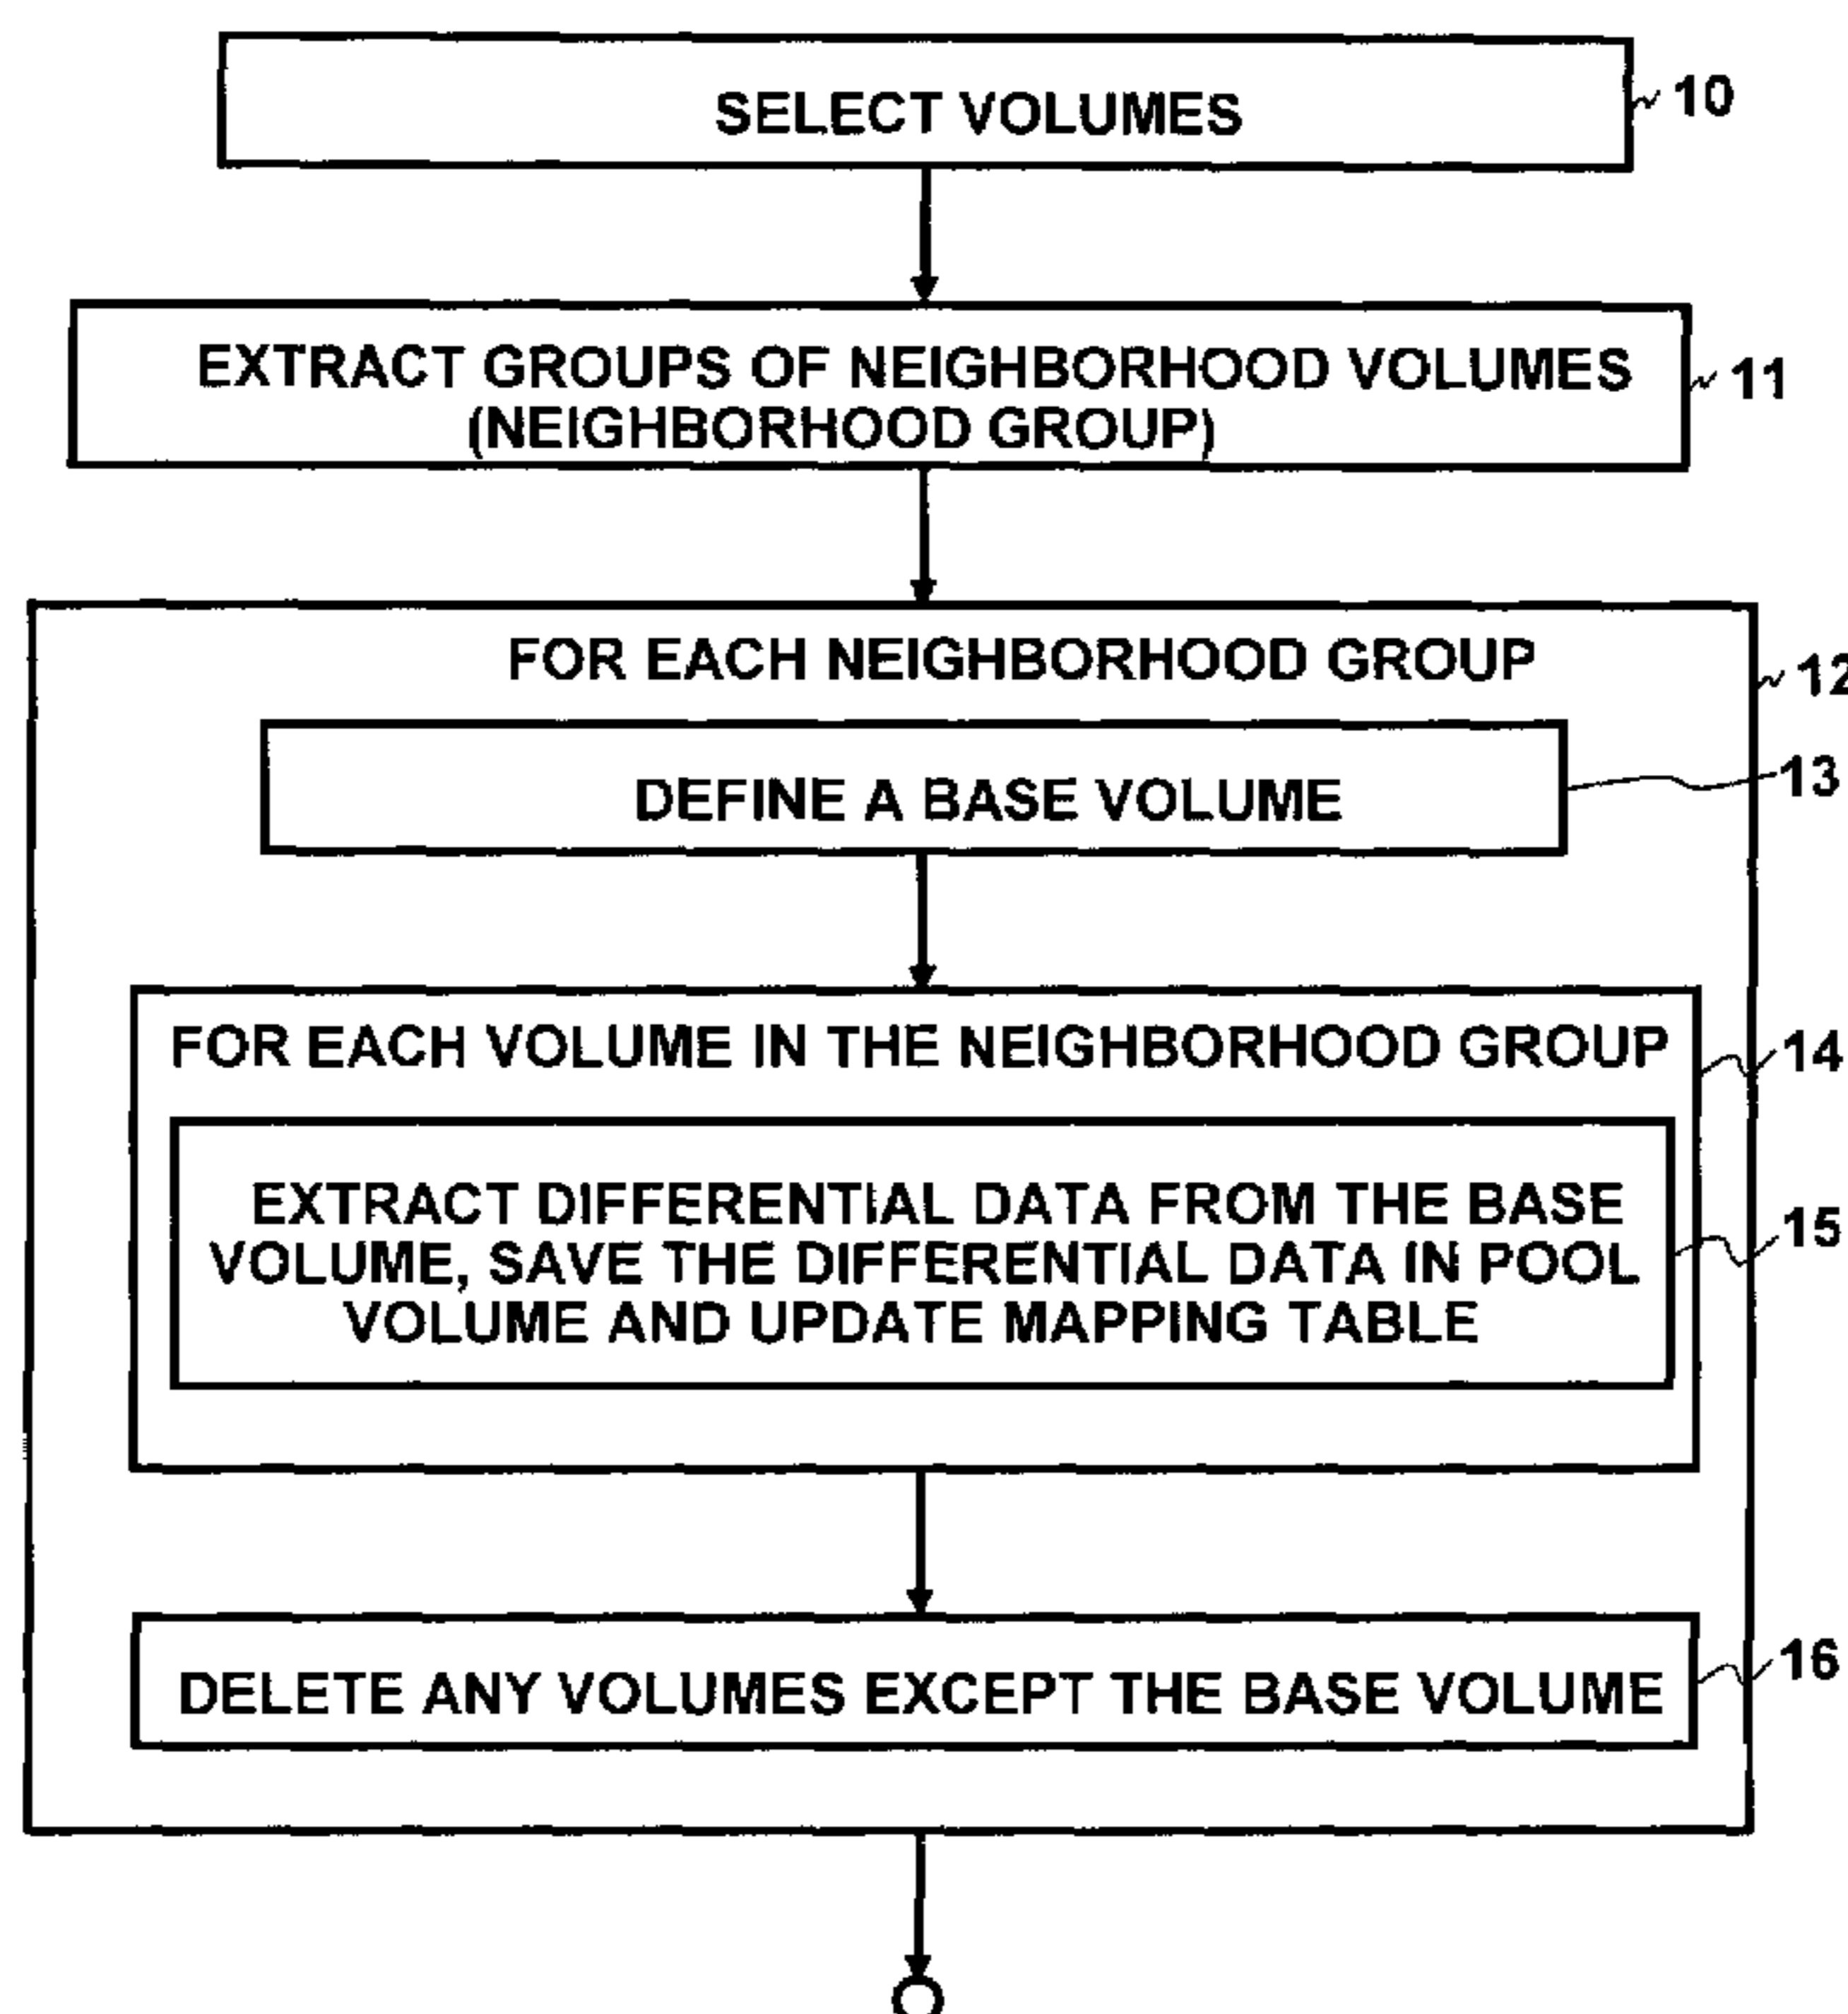 SELECT VOLUMES
10
EXTRACT GROUPS OF NEIGHBORHOOD VOLUMES
(NEIGHBORHOOD GROUP)
11
FOR EACH NEIGHBORHOOD GROUP
12
DEFINE A BASE VOLUME
13
FOR EACH VOLUME IN THE NEIGHBORHOOD GROUP
14
EXTRACT DIFFERENTIAL DATA FROM THE BASE
VOLUME, SAVE THE DIFFERENTIAL DATA IN POOL
VOLUME AND UPDATE MAPPING TABLE
15
DELETE ANY VOLUMES EXCEPT THE BASE VOLUME
16